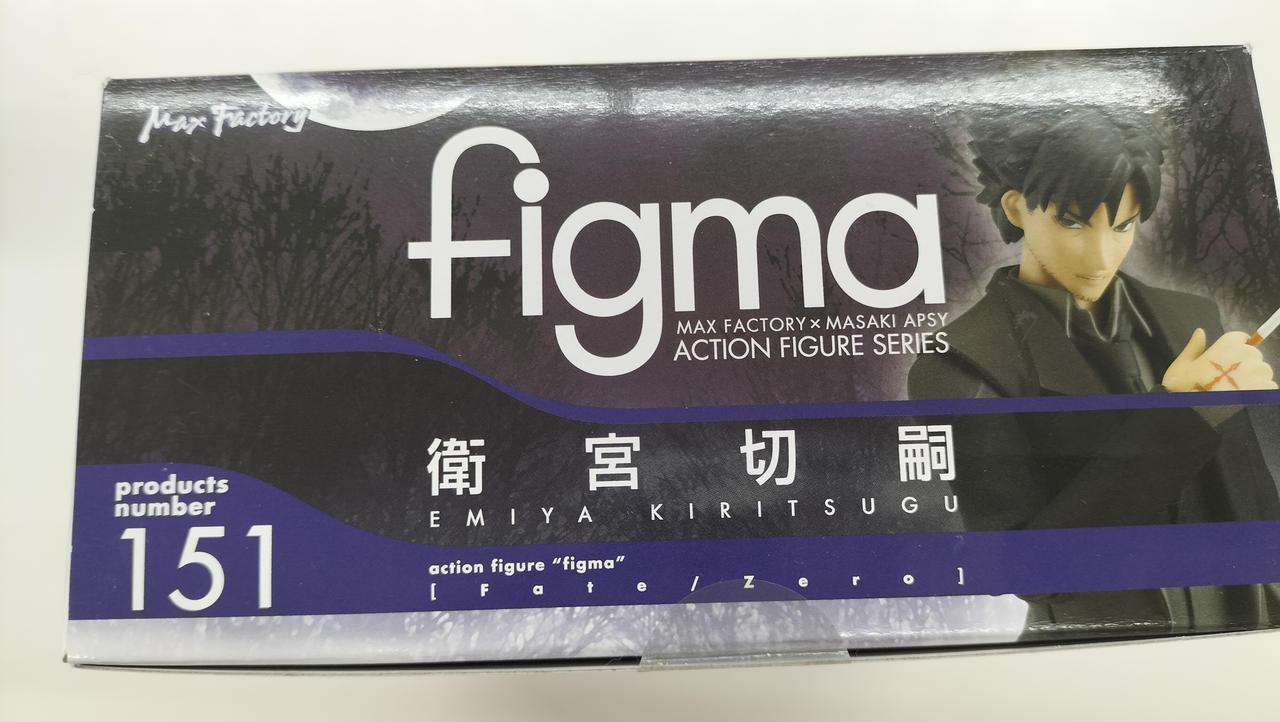 Max Factory
figma
MAX FACTORY×MASAKI APSY
ACTION FIGURE SERIES
衛宮切嗣
EMIYA KIRITSUGU
products
number
151
action figure “figma”
[Fate/Zero]